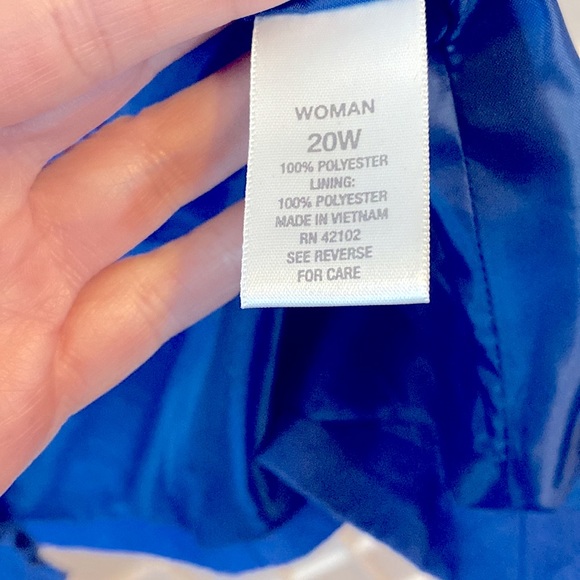 WOMAN
20W
100% POLYESTER
LINING:
100% POLYESTER
MADE IN VIETNAM
RN 42102
SEE REVERSE
FOR CARE